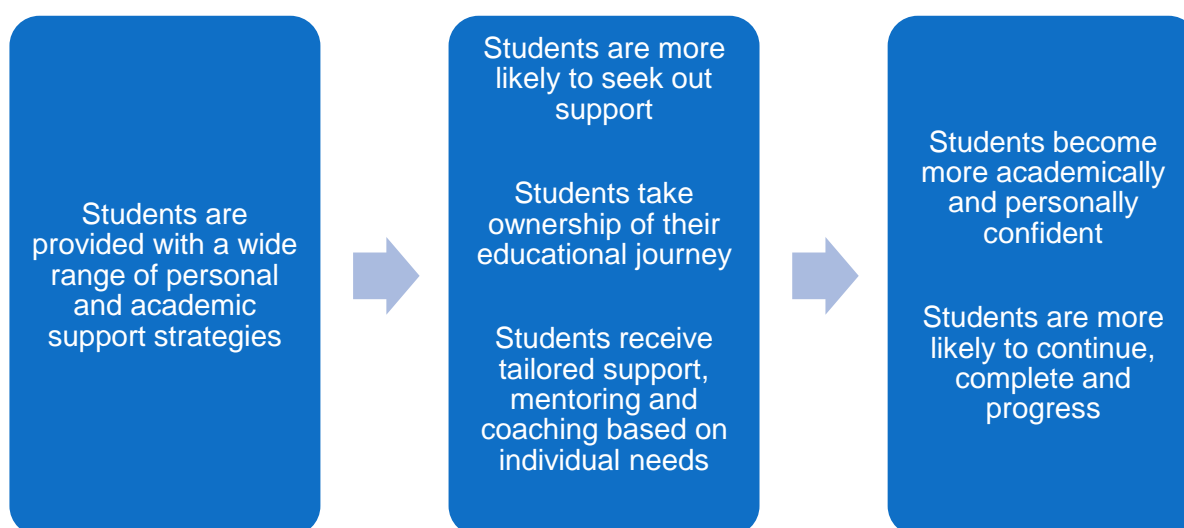 Students are
provided with a wide
range of personal
and academic
support strategies
Students are more
likely to seek out
support
Students take
ownership of their
educational journey
Students receive
tailored support,
mentoring and
coaching based on
individual needs
Students become
more academically
and personally
confident
Students are more
likely to continue,
complete and
progress